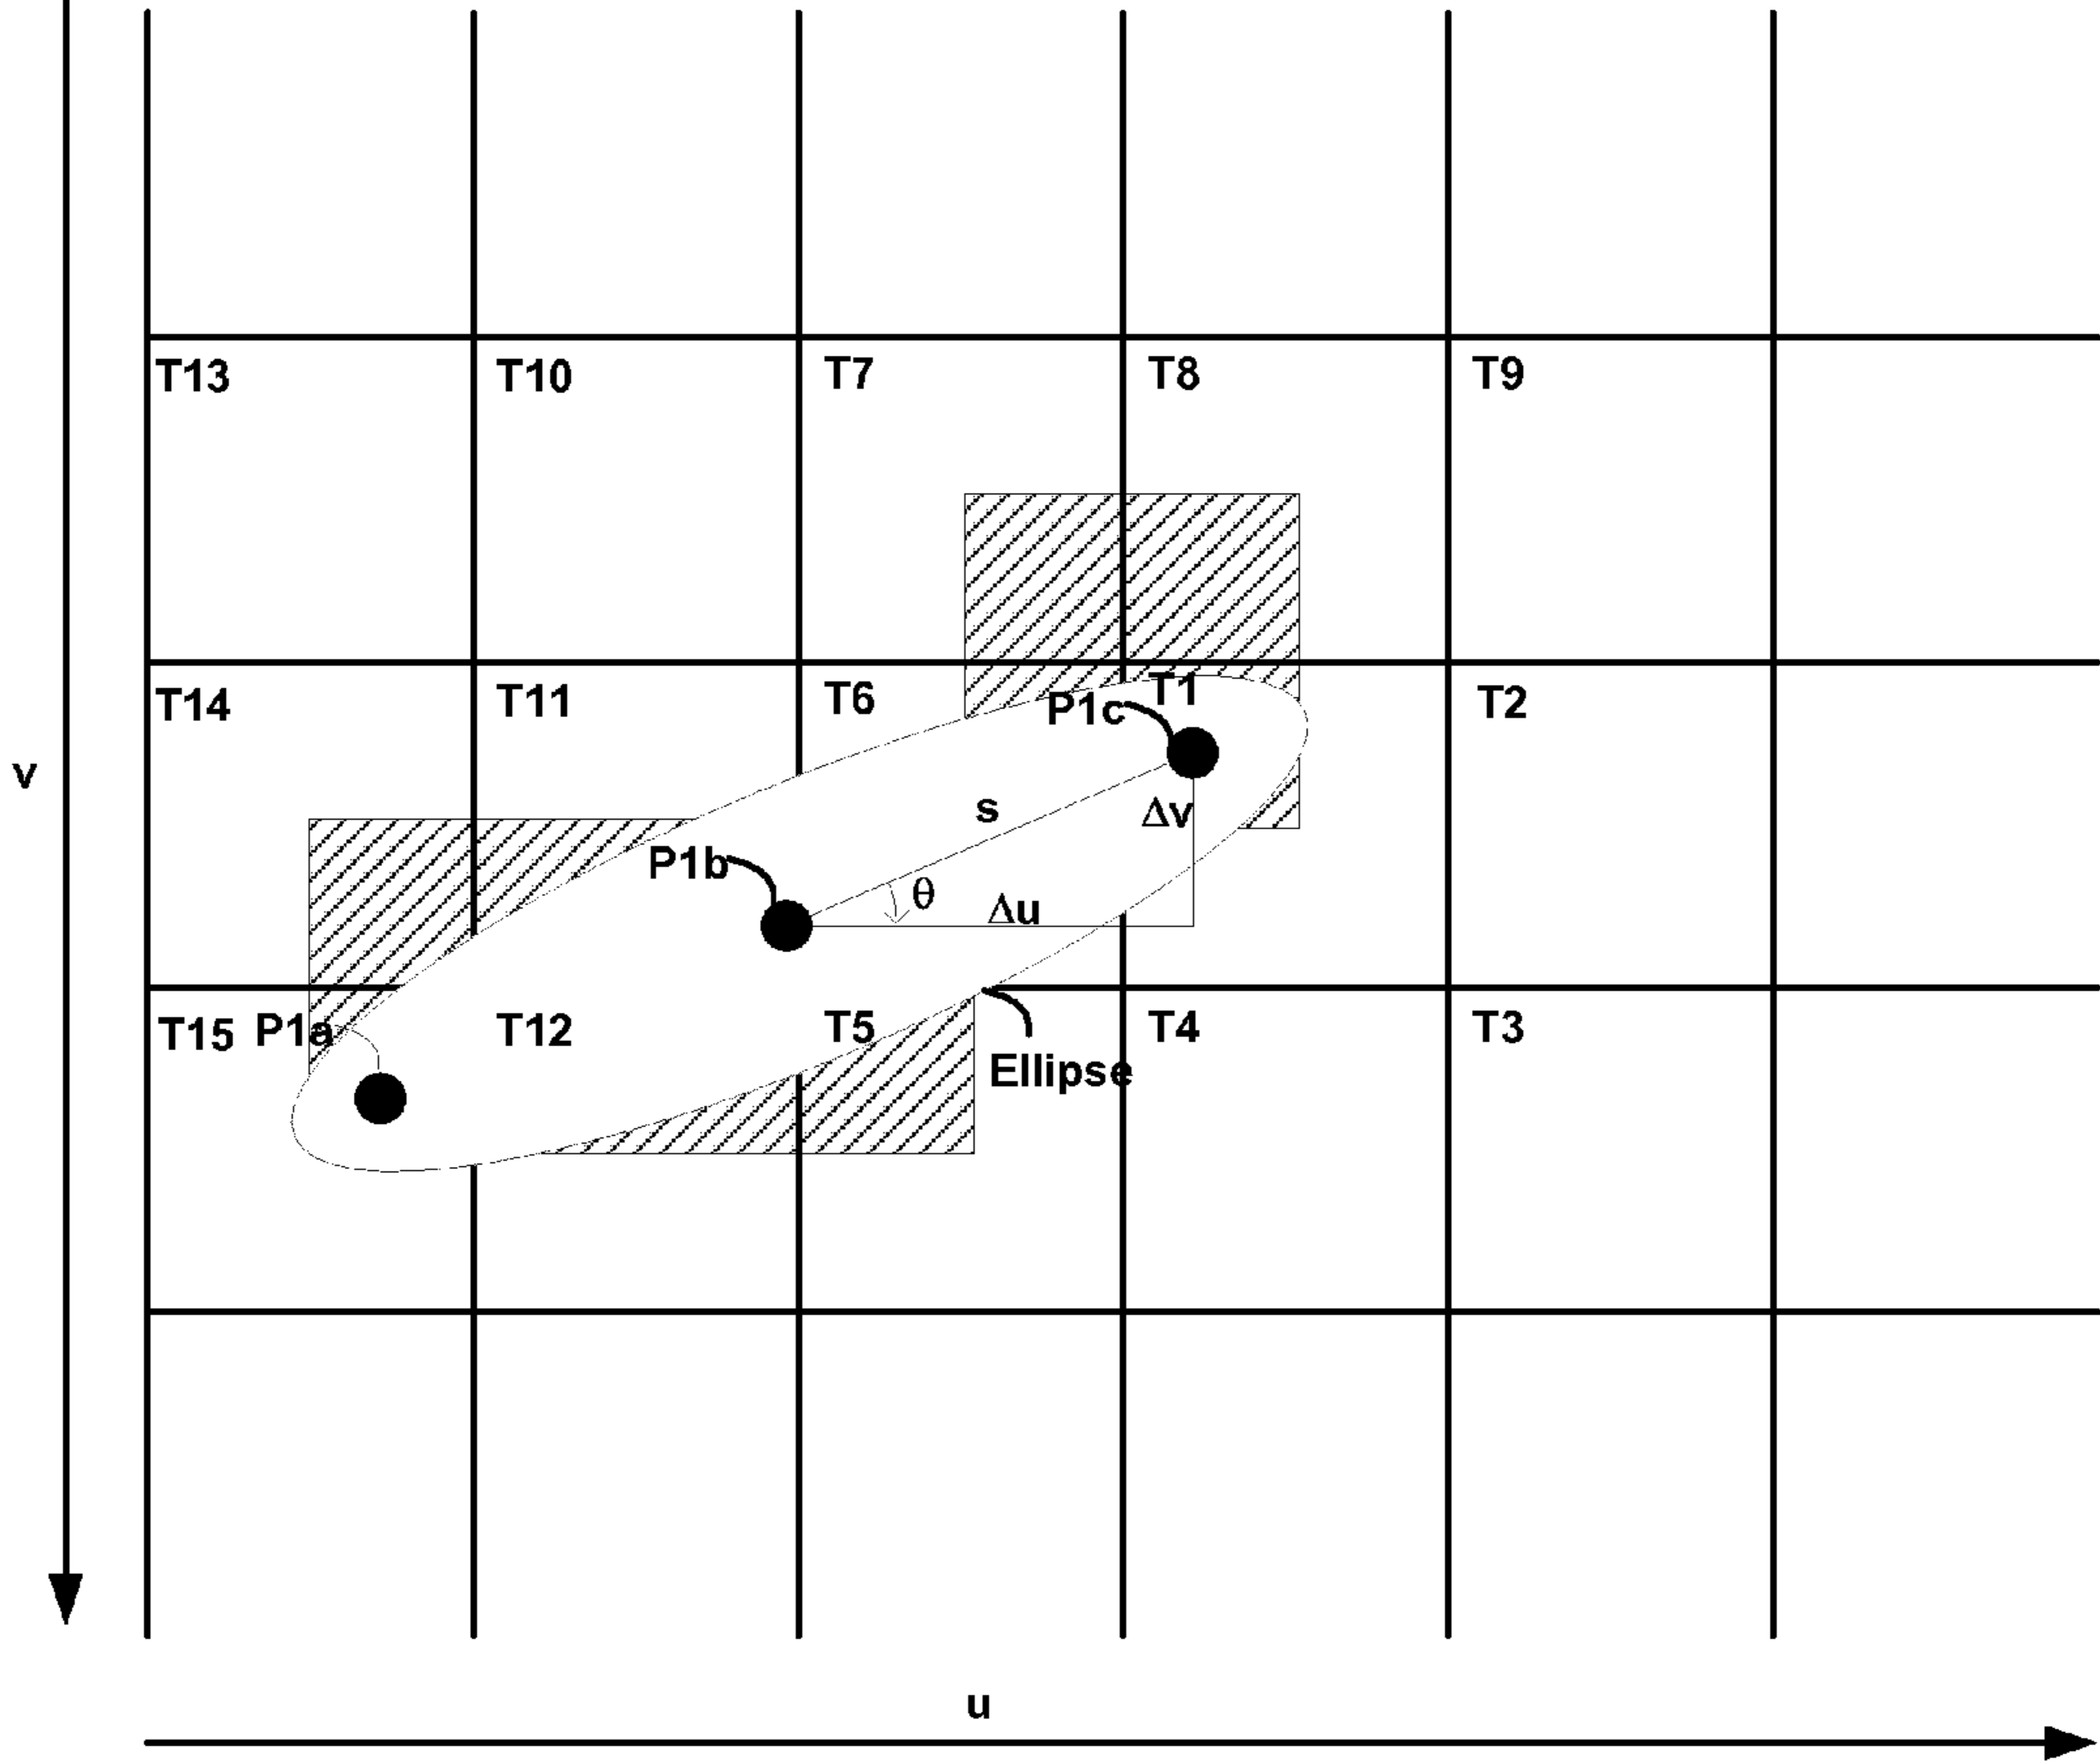 T13 T10 T7 T8 T9
T14 T11 T6 T1 T2
P1c
v
s
Δv
P1b
θ
Δu
T15 P1a T12 T5 T4 T3
Ellipse
u